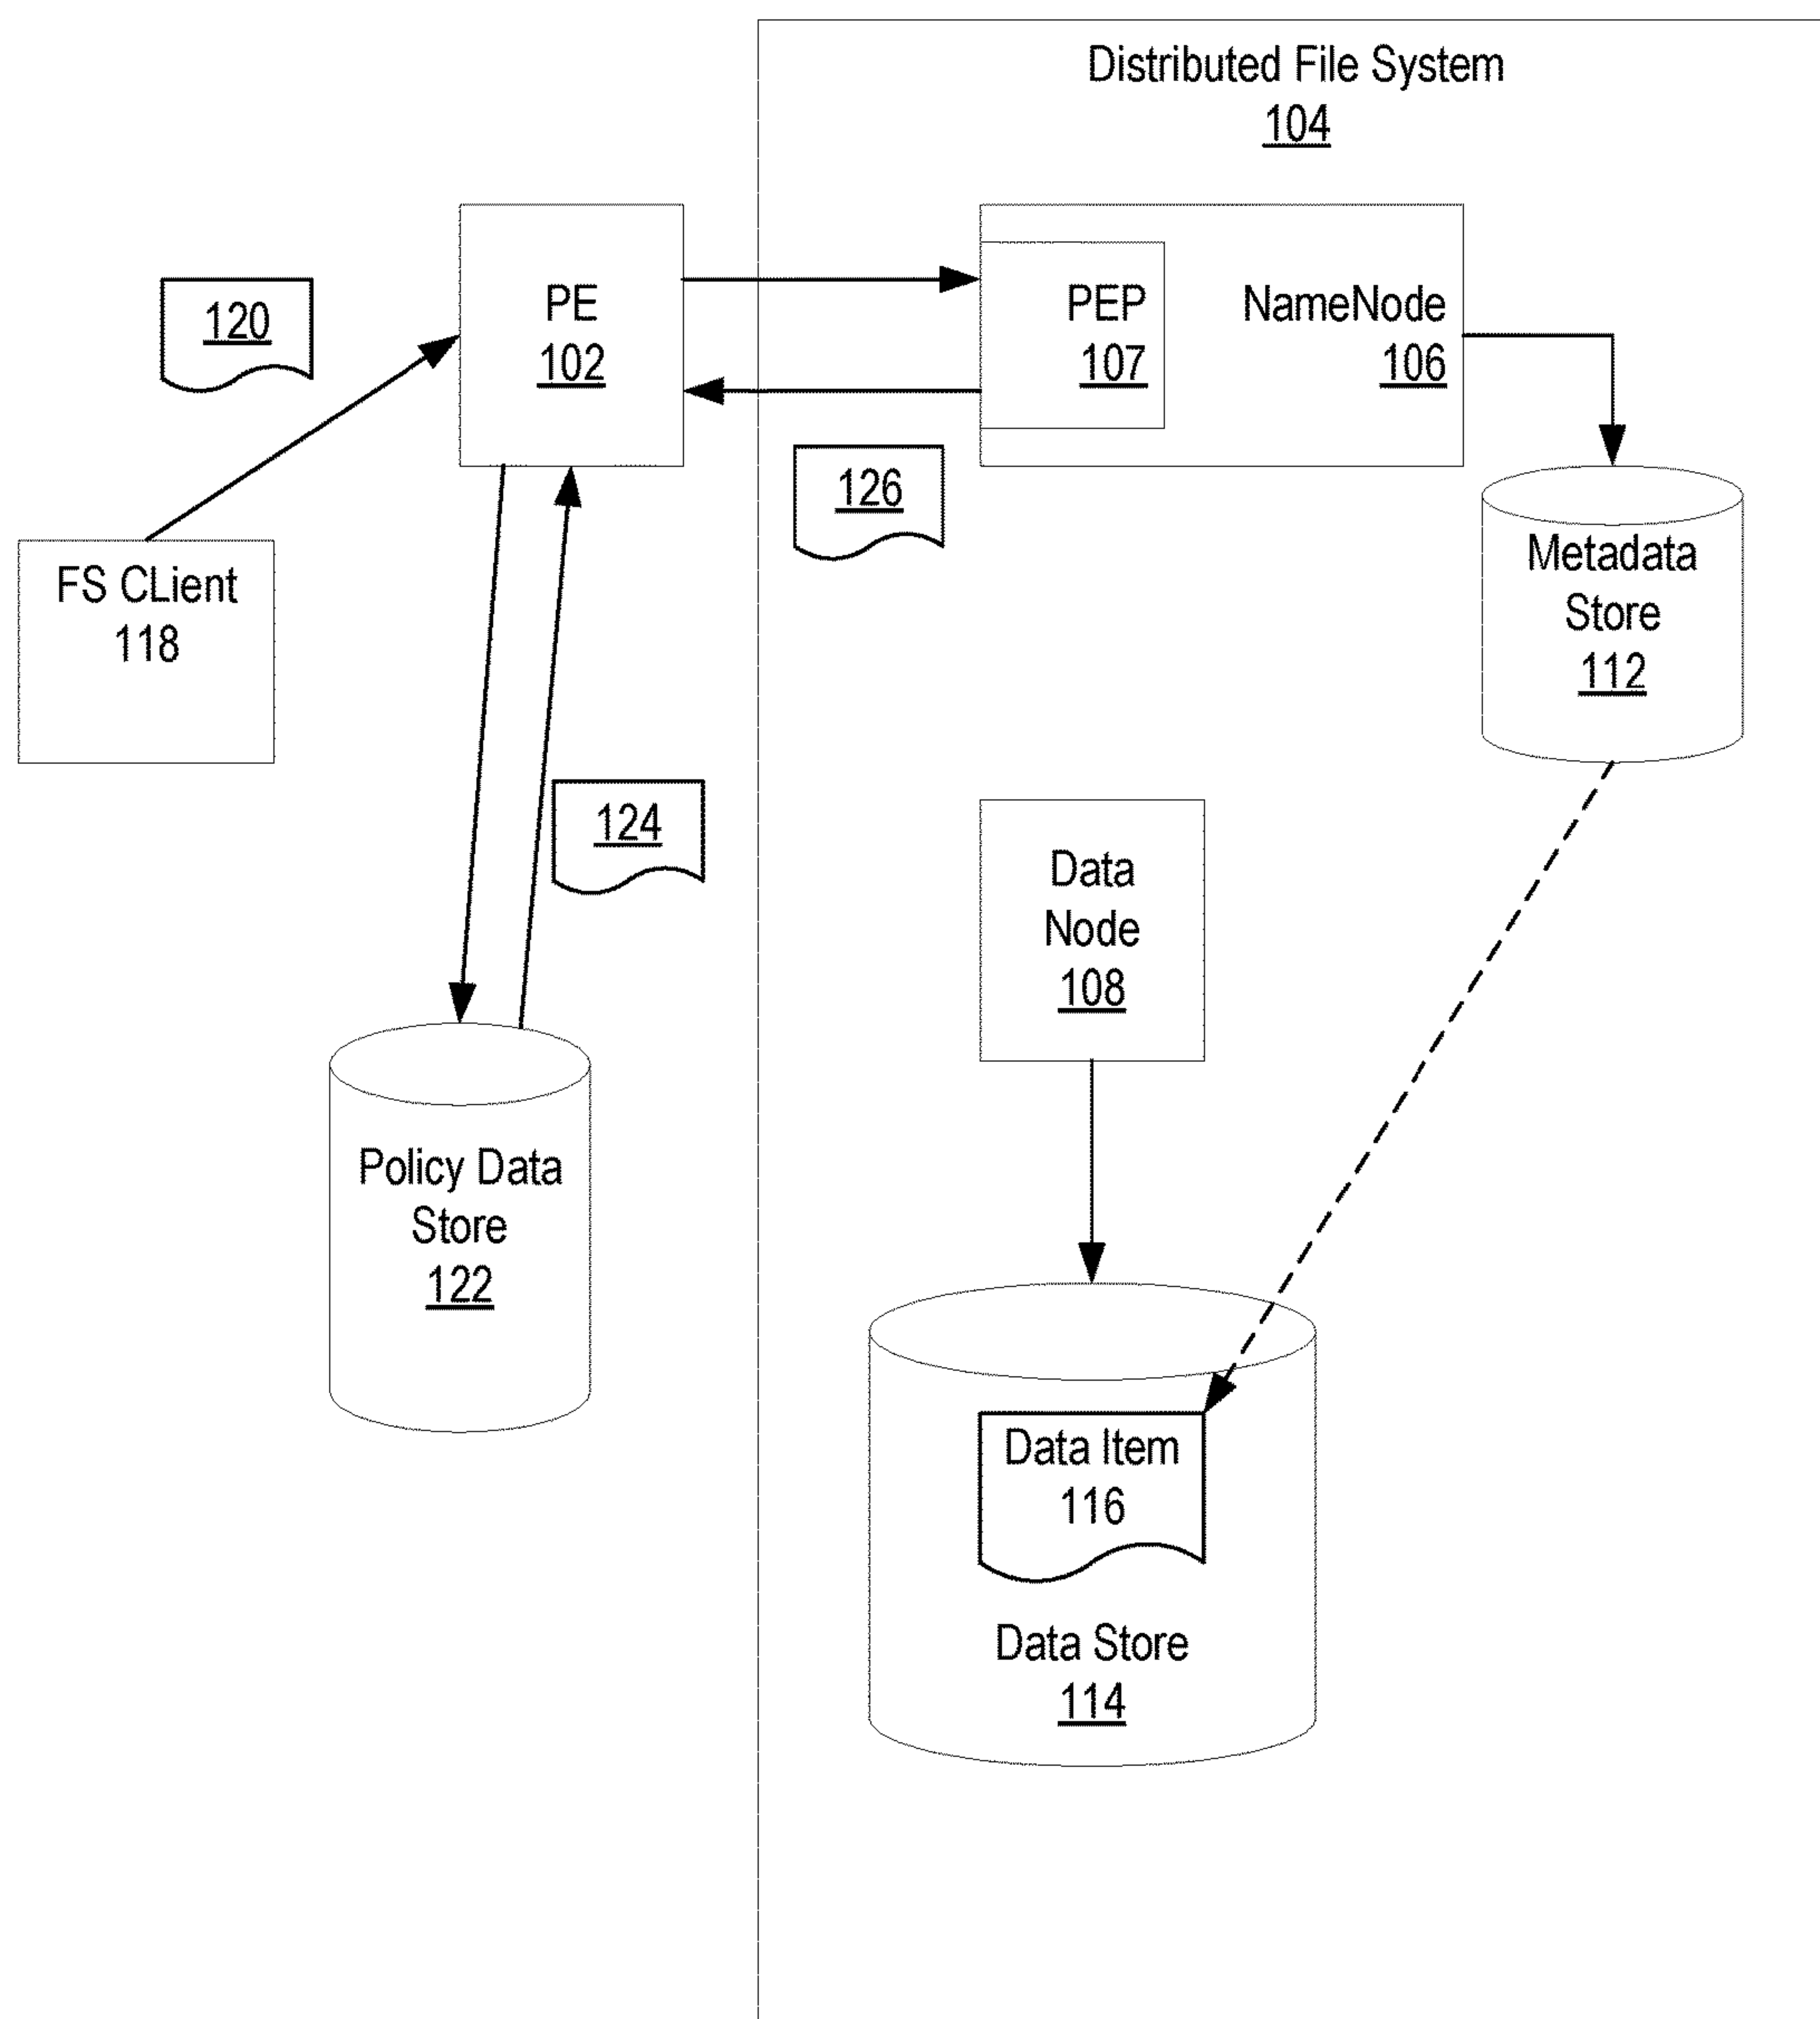 Distributed File System
104
PE
102
PEP
107
NameNode
106
120
126
FS CLient
118
Metadata
Store
112
124
Data
Node
108
Policy Data
Store
122
Data Item
116
Data Store
114